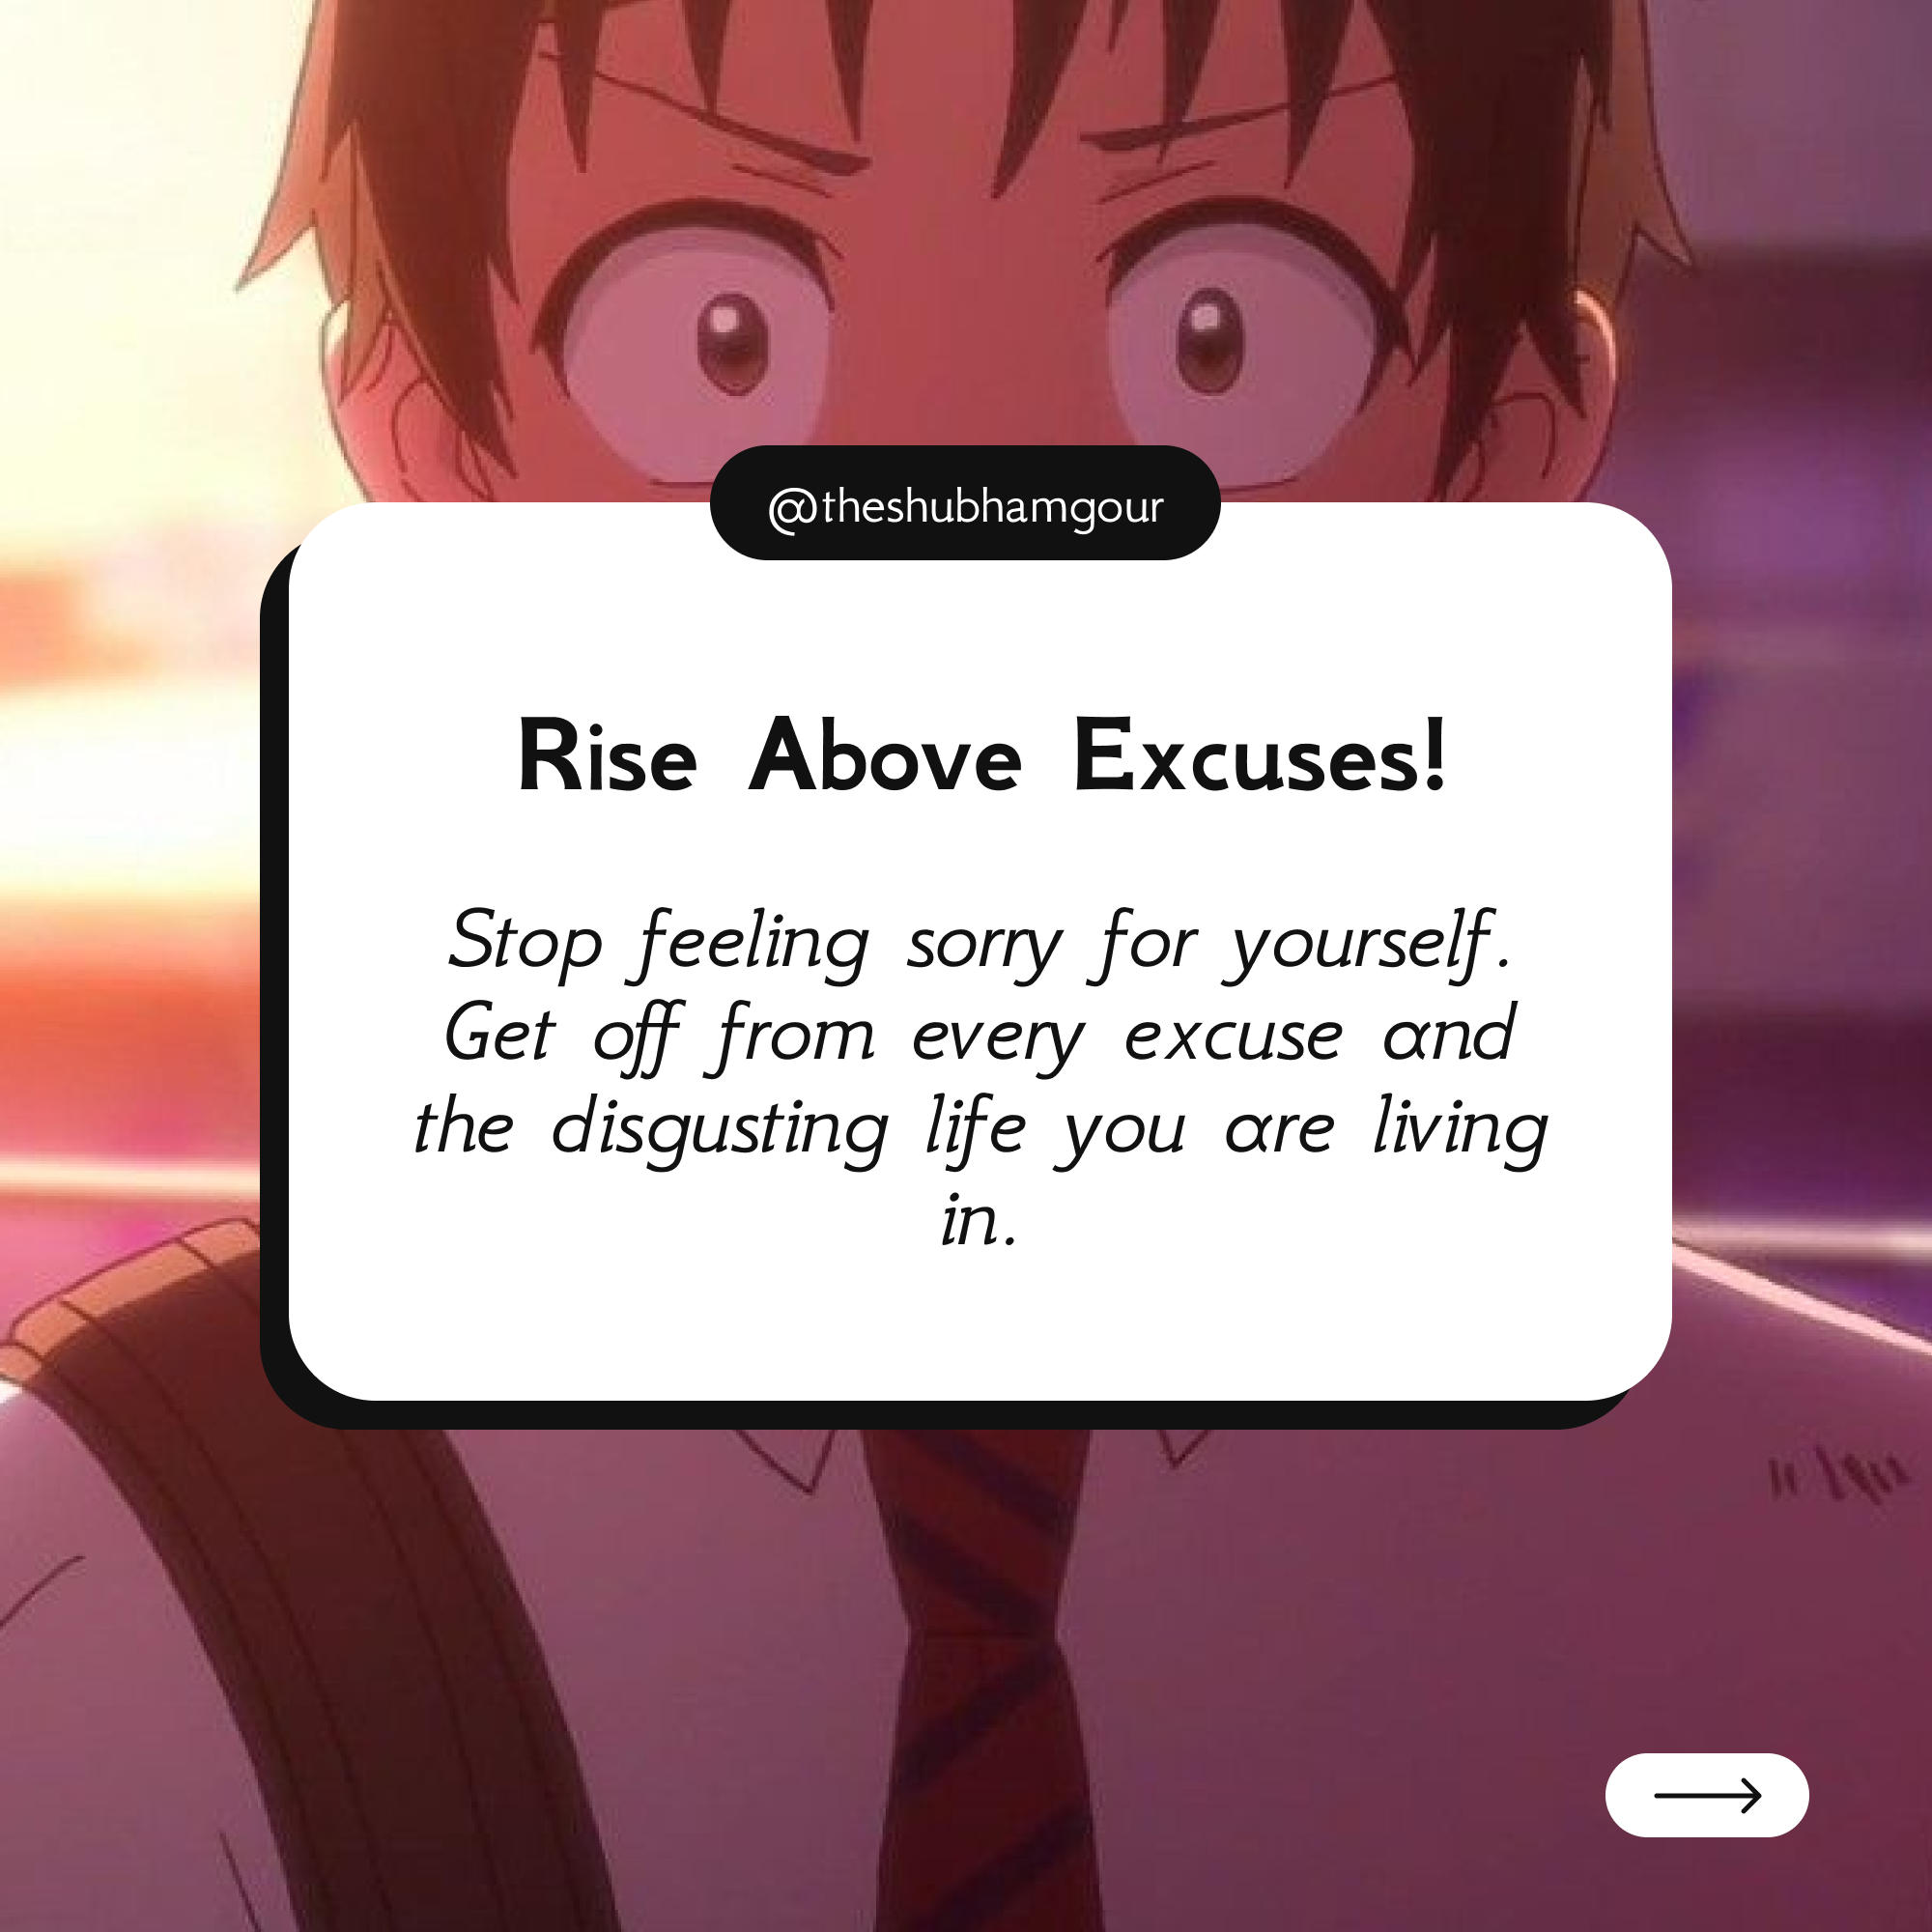 @theshubhamgour
Rise Above Excuses!
Stop feeling sorry for yourself.
Get off from every excuse and
the disgusting life you are living
in.